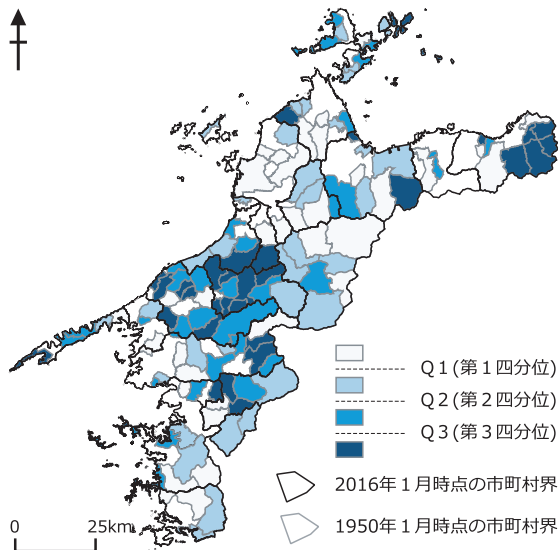 Q1(第1四分位)
Q2(第2四分位)
Q3(第3四分位)
2016年1月時点の市町村界
1950年1月時点の市町村界
0 25km